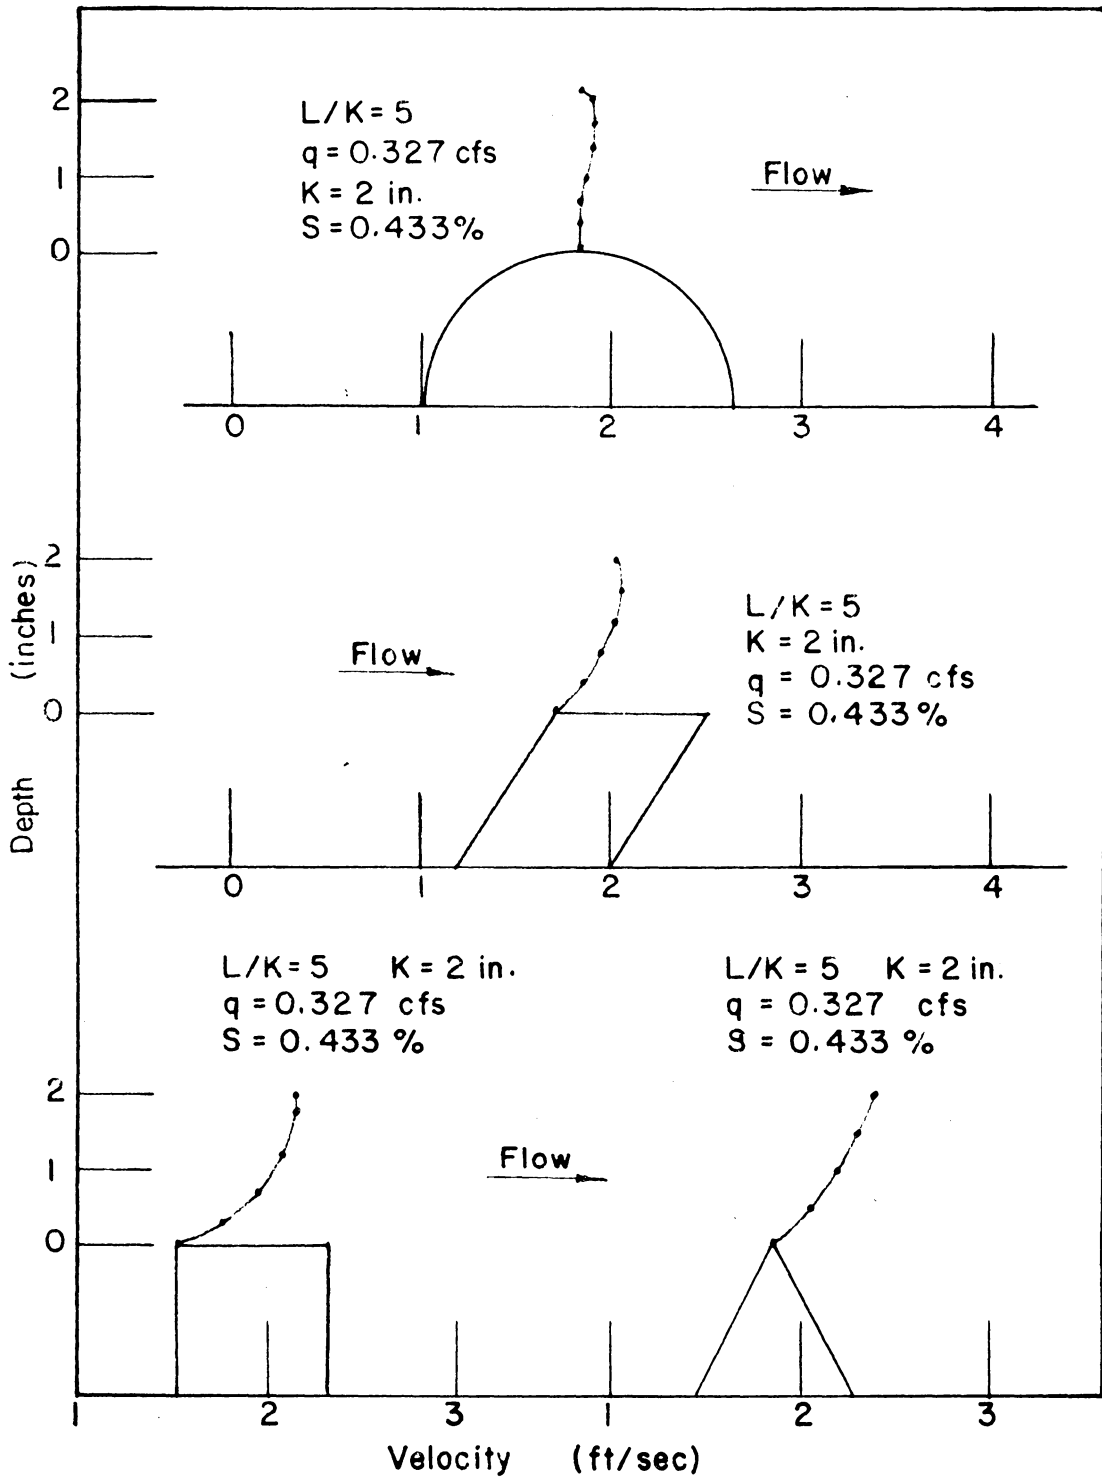 2
1
0
L/K = 5
q = 0.327 cfs
K = 2 in.
S = 0.433%
Flow
0 1 2 3 4
Depth (inches)
2
1
0
Flow
L/K = 5
K = 2 in.
q = 0.327 cfs
S = 0.433%
0 1 2 3 4
L/K = 5 K = 2 in.
q = 0.327 cfs
S = 0.433 %
L/K = 5 K = 2 in.
q = 0.327 cfs
S = 0.433 %
2
1
0
Flow
1 2 3 1 2 3
Velocity (ft/sec)